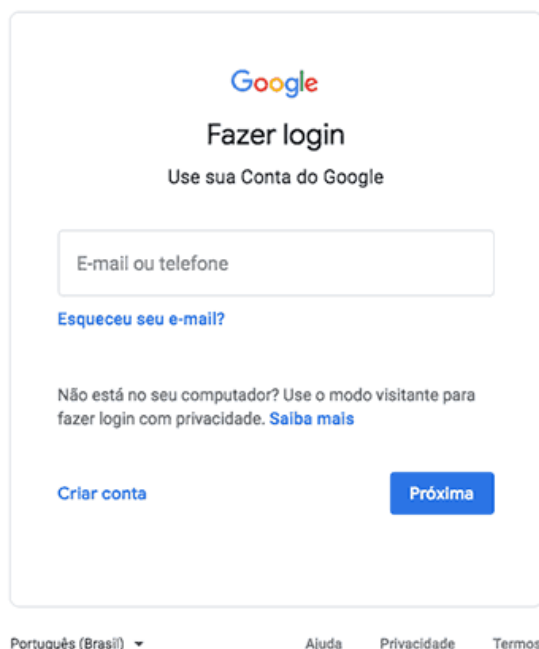 Google
Fazer login
Use sua Conta do Google
E-mail ou telefone
Esqueceu seu e-mail?
Não está no seu computador? Use o modo visitante para
fazer login com privacidade. Saiba mais
Criar conta Próxima
Português (Brasil) Ajuda Privacidade Termos